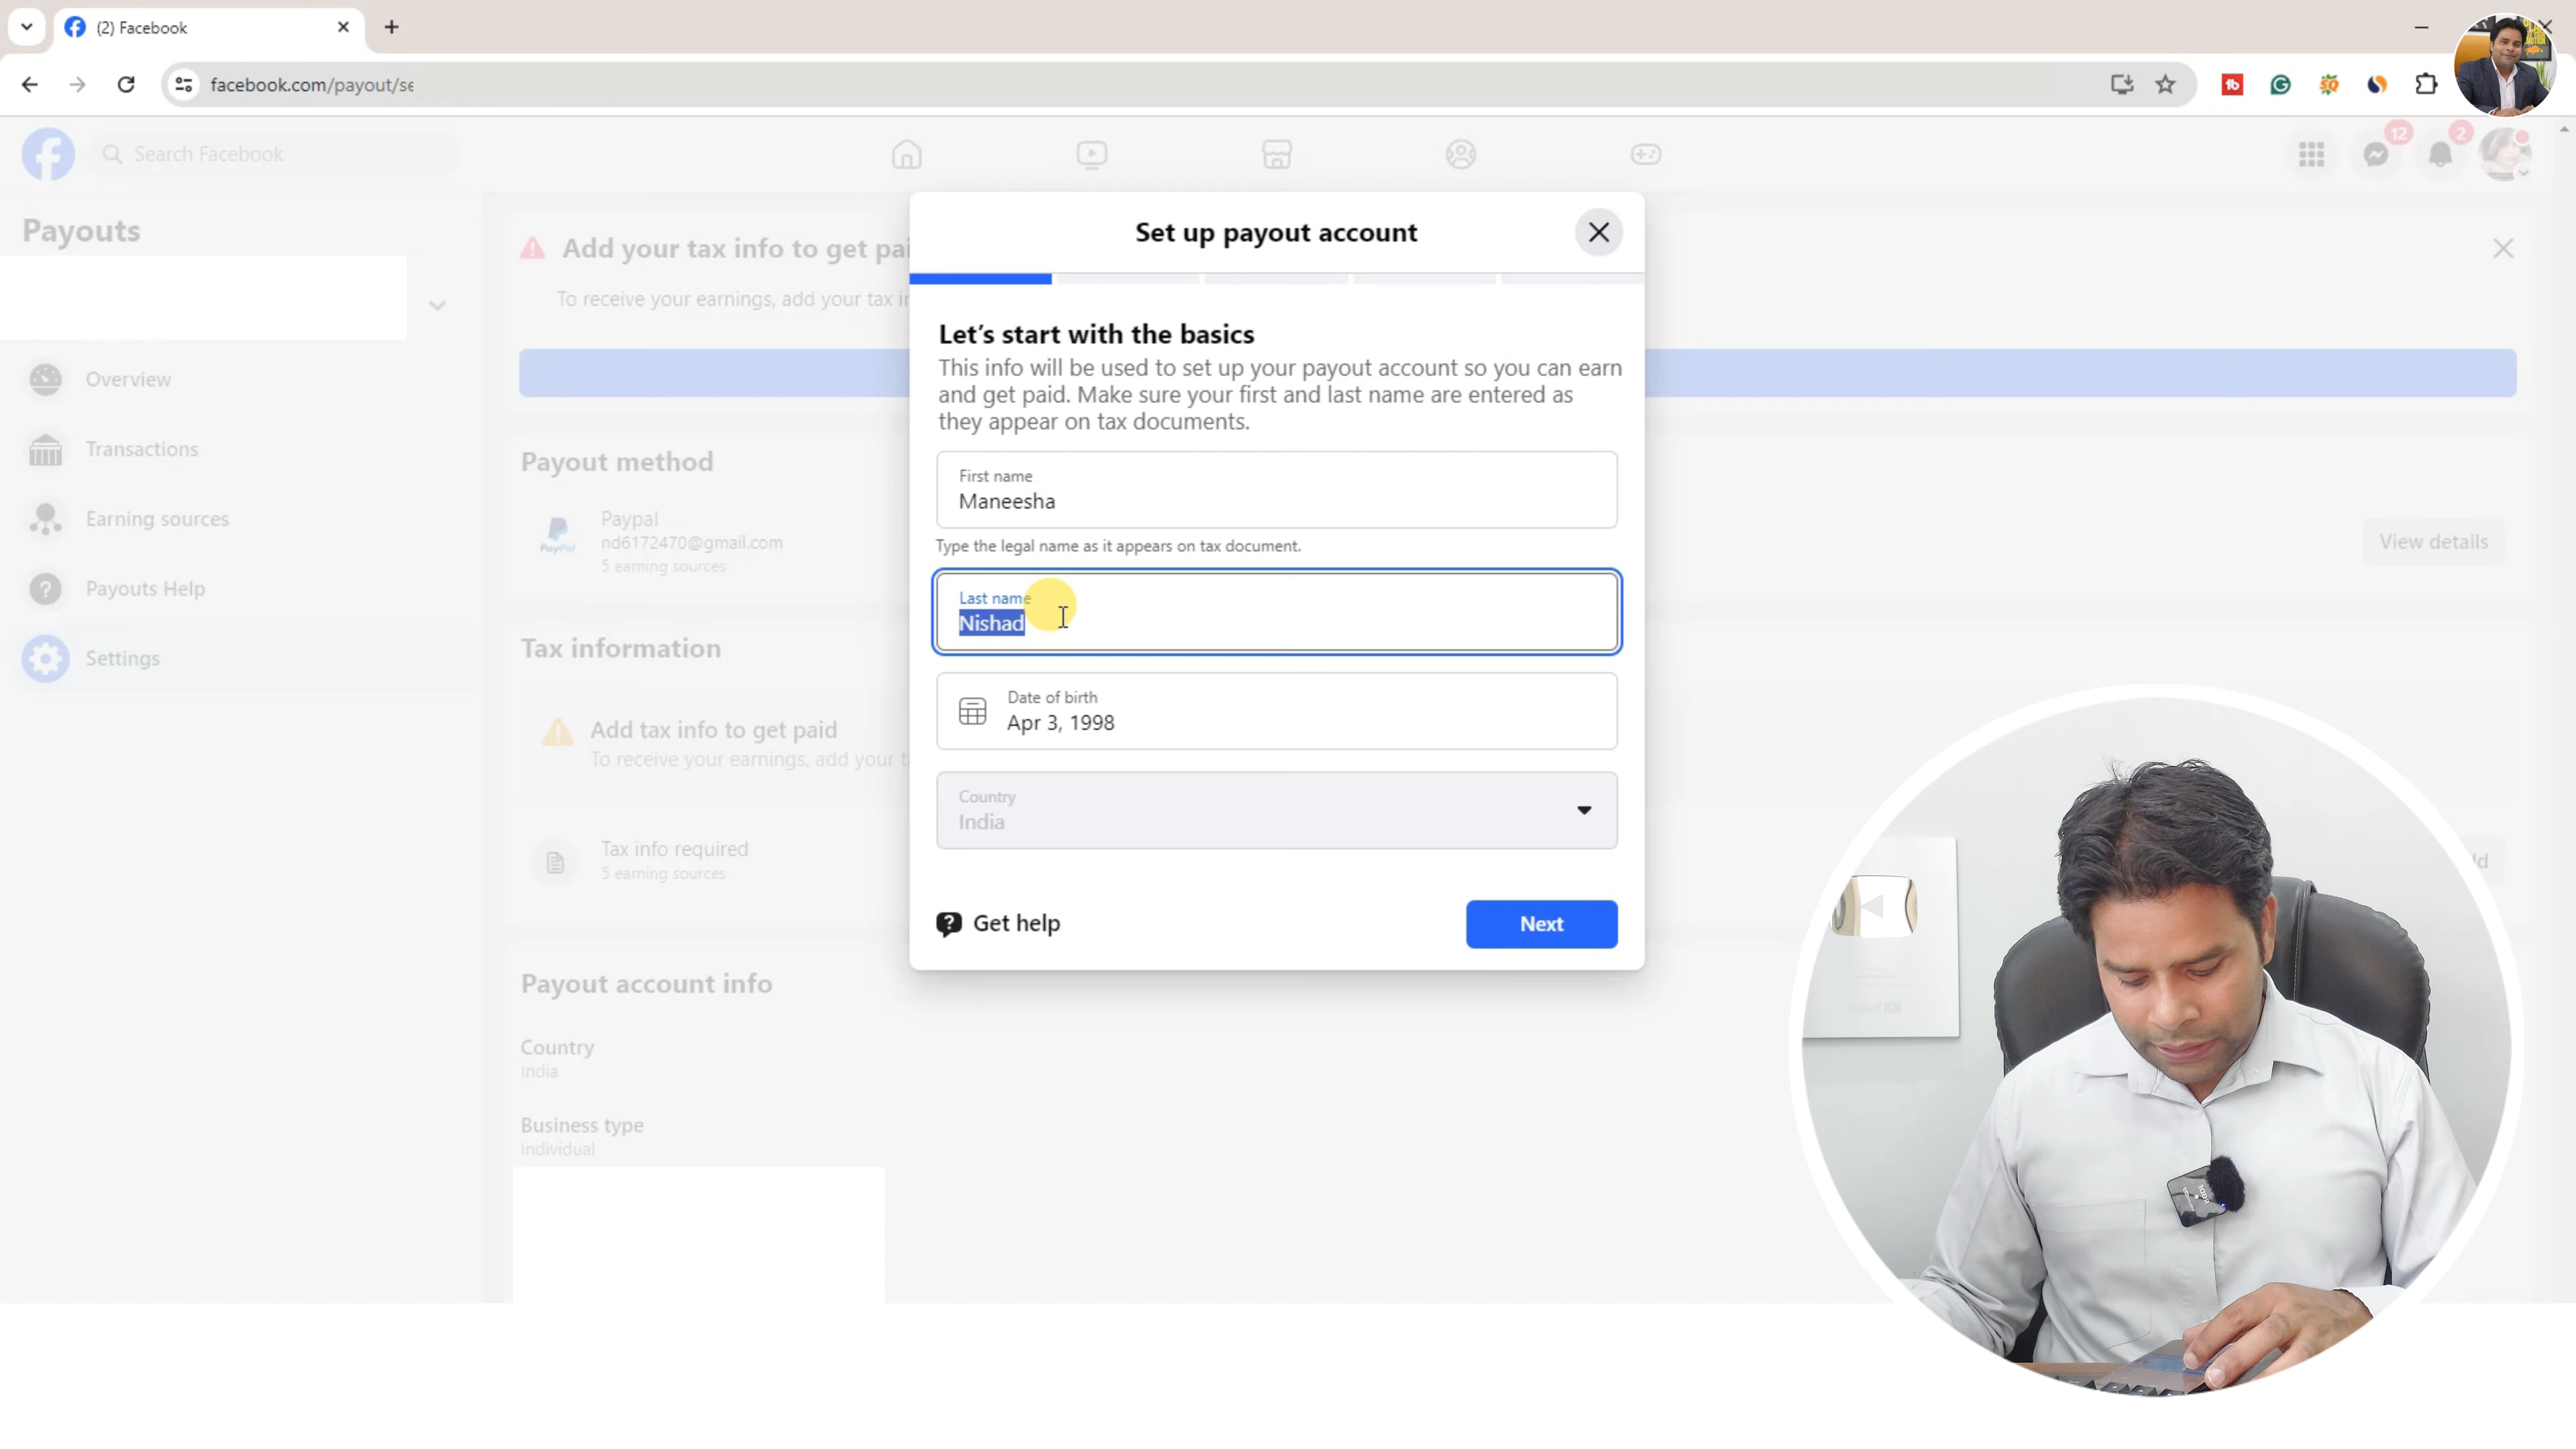 (2) Facebook
facebook.com/payout/se
Search Facebook
12
2
Payouts
Overview
Transactions
Earning sources
Payouts Help
Settings
Add your tax info to get pai
To receive your earnings, add your tax in
Payout method
Paypal
PayPal
nd6172470@gmail.com
5 earning sources
View details
Tax information
Add tax info to get paid
To receive your earnings, add your ta
Tax info required
5 earning sources
Payout account info
Country
India
Business type
Individual
Set up payout account
Let's start with the basics
This info will be used to set up your payout account so you can earn
and get paid. Make sure your first and last name are entered as
they appear on tax documents.
First name
Maneesha
Type the legal name as it appears on tax document.
Last name
Nishad
Date of birth
Apr 3, 1998
Country
India
Get help
Next